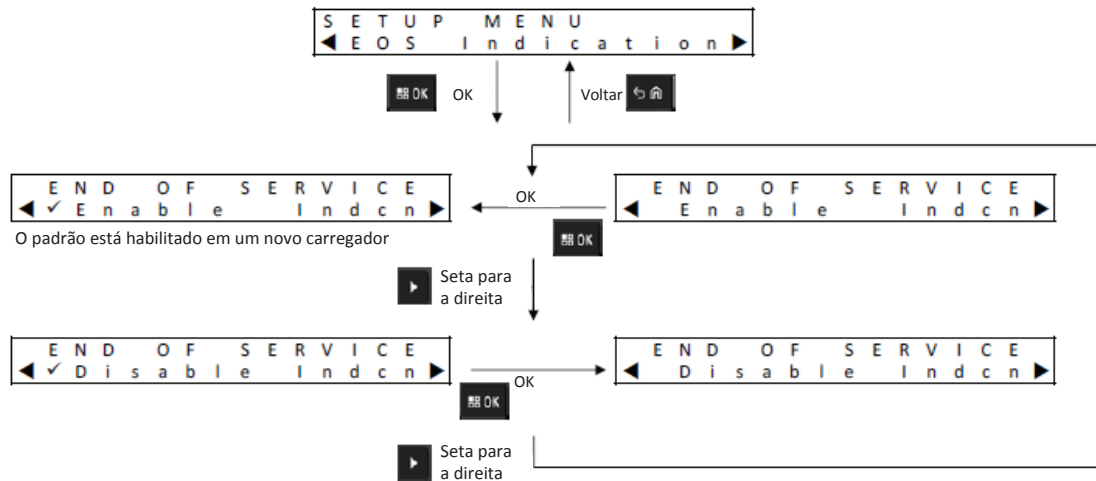 SETUP MENU
◀EOS Indication▶
OK OK Voltar
END OF SERVICE
◀✓Enable Indcn▶
OK
END OF SERVICE
◀ Enable Indcn▶
O padrão está habilitado em um novo carregador
OK
Seta para
a direita
END OF SERVICE
◀✓Disable Indcn▶
OK
END OF SERVICE
◀ Disable Indcn▶
OK
Seta para
a direita